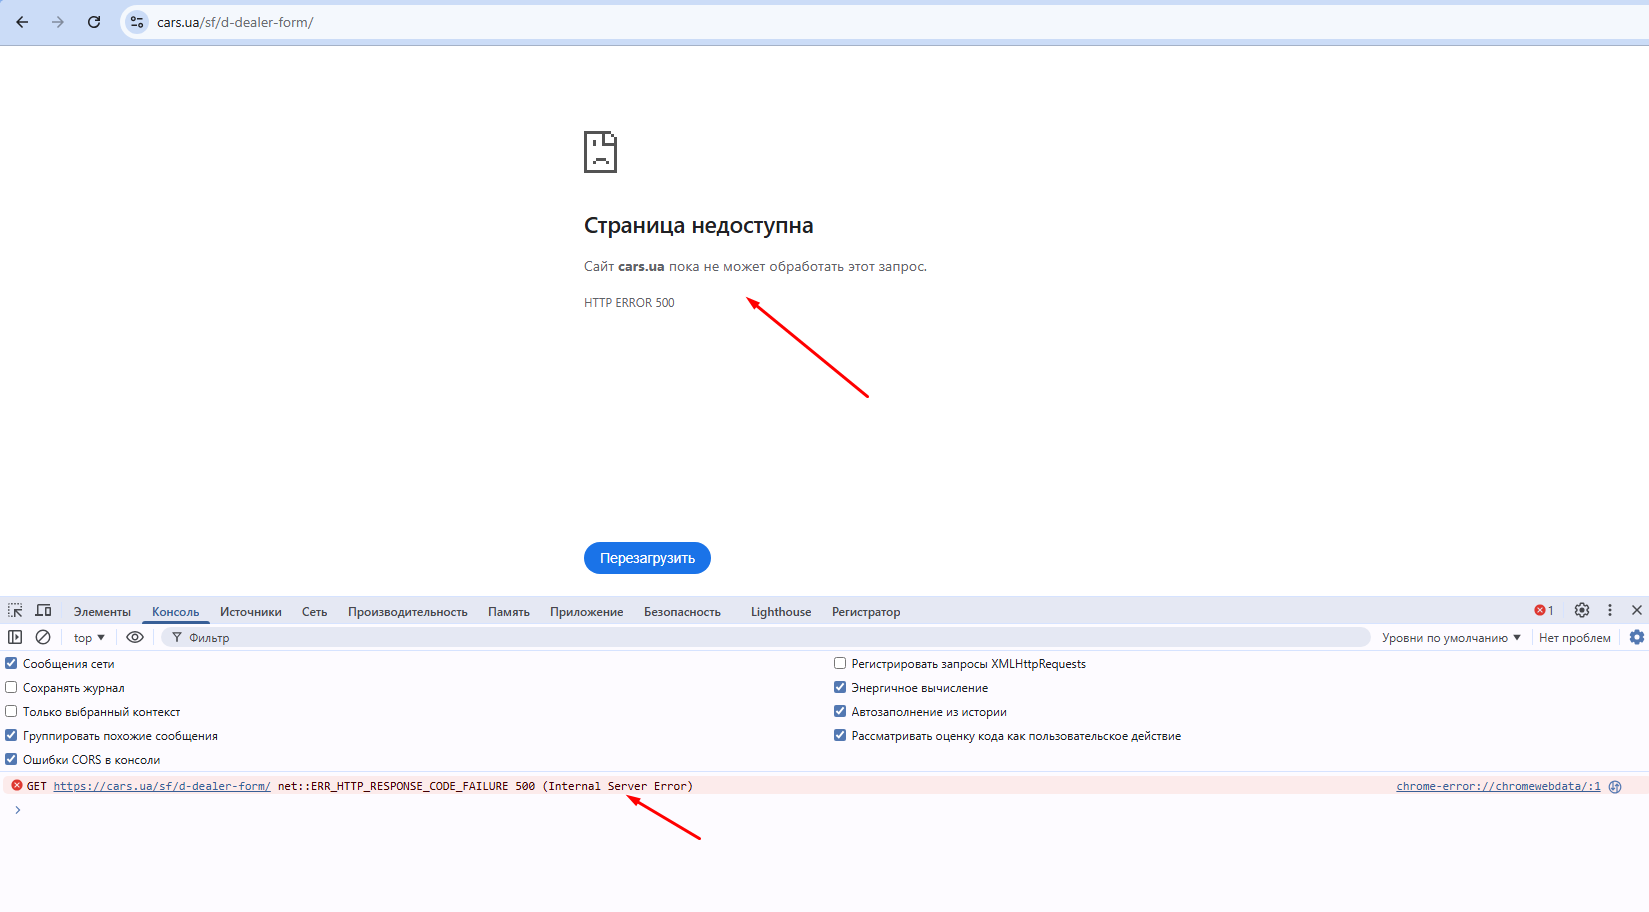 cars.ua/sf/d-dealer-form/
Страница недоступна
Сайт cars.ua пока не может обработать этот запрос.
HTTP ERROR 500
Перезагрузить
Элементы Консоль Источники Сеть Производительность Память Приложение Безопасность Lighthouse Регистратор 1
top Фильтр Уровни по умолчанию Нет проблем
Сообщения сети Регистрировать запросы XMLHttpRequests
Сохранять журнал Энергичное вычисление
Только выбранный контекст Автозаполнение из истории
Группировать похожие сообщения Рассматривать оценку кода как пользовательское действие
Ошибки CORS в консоли
GET https://cars.ua/sf/d-dealer-form/ net::ERR_HTTP_RESPONSE_CODE_FAILURE 500 (Internal Server Error) chrome-error://chromewebdata/:1